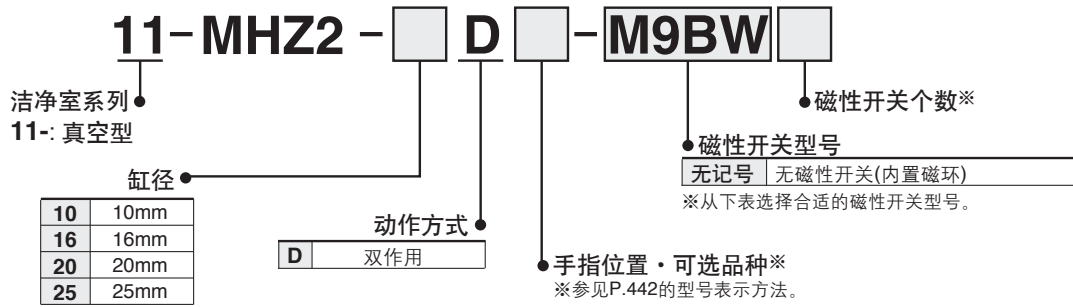 11-MHZ2-□D□-M9BW□
洁净室系列
11-: 真空型
磁性开关个数※
磁性开关型号
无记号 无磁性开关(内置磁环)
※从下表选择合适的磁性开关型号。
缸径
10 10mm
16 16mm
20 20mm
25 25mm
动作方式
D 双作用
手指位置・可选品种※
※参见P.442的型号表示方法。